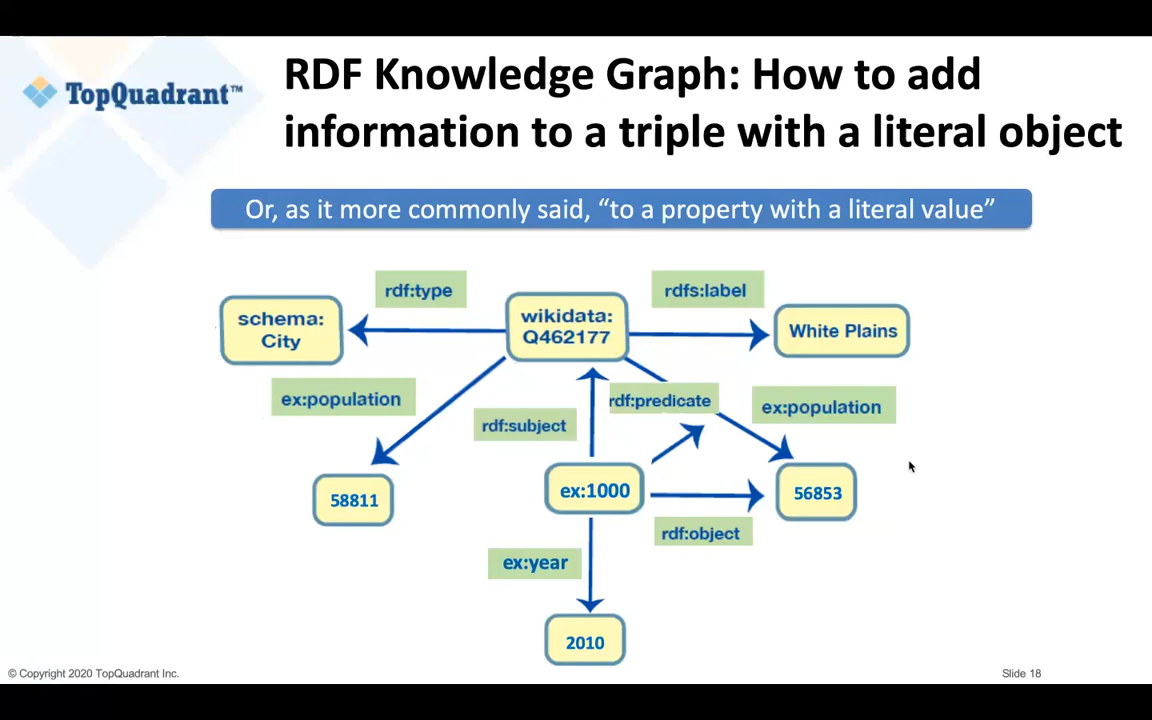 TopQuadrant™
RDF Knowledge Graph: How to add
information to a triple with a literal object
Or, as it more commonly said, “to a property with a literal value”
rdf:type
rdfs:label
schema:
City
wikidata:
Q462177
White Plains
ex:population
rdf:subject
rdf:predicate
ex:population
58811
ex:1000
56853
rdf:object
ex:year
2010
© Copyright 2020 TopQuadrant Inc.
Slide 18